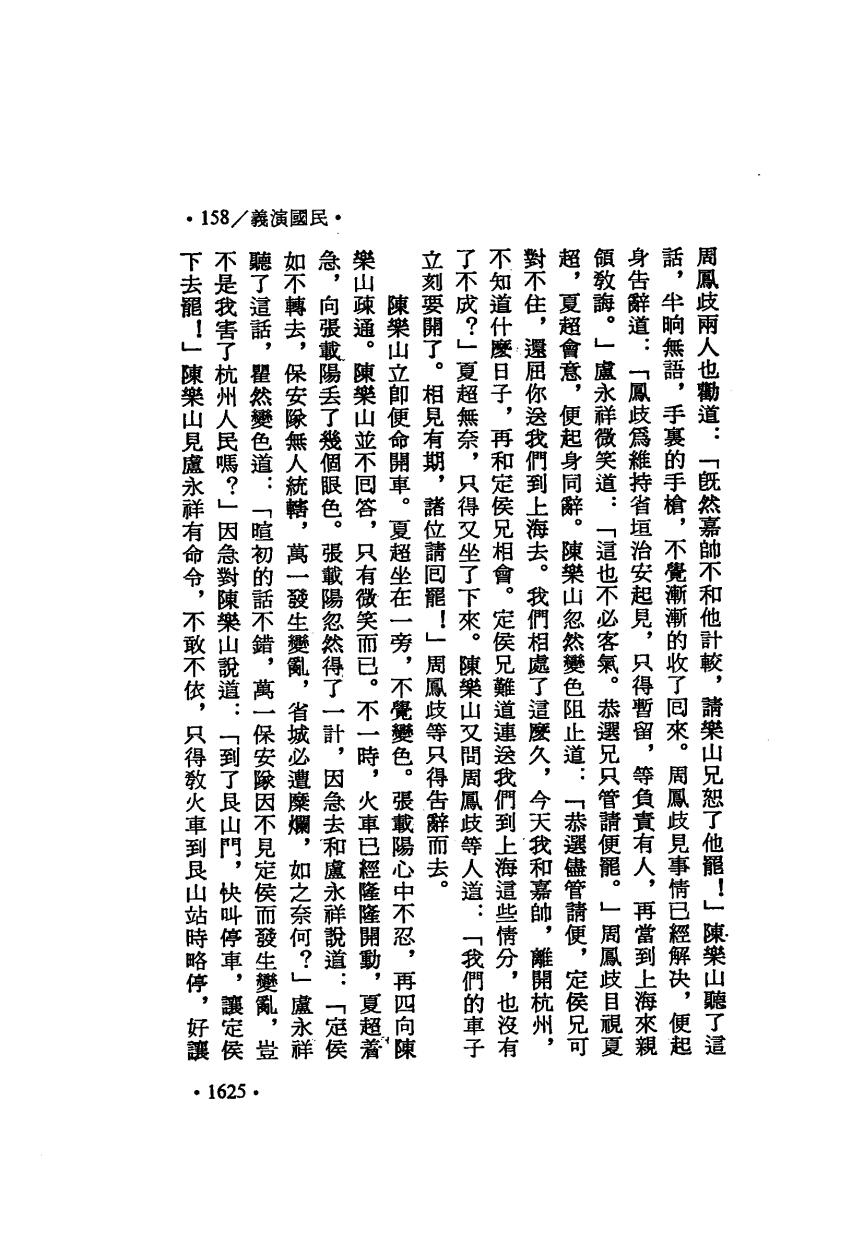 •158／義演國民•
周鳳歧兩人也勸道：「旣然嘉帥不和他計較，請樂山兄恕了他罷！」陳樂山聽了這
話，半晌無語，手裏的手槍，不覺漸漸的收了囘來。周鳳歧見事情已經解決，便起
身告辭道：「鳳歧爲維持省垣治安起見，只得暫留，等負責有人，再當到上海來親
領敎誨。」盧永祥微笑道：「這也不必客氣。恭選兄只管請便罷。」周鳳歧目視夏
超，夏超會意，便起身同辭。陳樂山忽然變色阻止道：「恭選儘管請便，定侯兄可
對不住，還屈你送我們到上海去。我們相處了這麽久，今天我和嘉帥，離開杭州，
不知道什麽日子，再和定侯兄相會。定侯兄難道連送我們到上海這些情分，也沒有
了不成？」夏超無奈，只得又坐了下來。陳樂山又問周鳳歧等人道：「我們的車子
立刻要開了。相見有期，諸位請囘罷！」周鳳歧等只得告辭而去。
陳樂山立卽便命開車。夏超坐在一旁，不覺變色。張載陽心中不忍，再四向陳
樂山疎通。陳樂山並不囘答，只有微笑而已。不一時，火車已經隆隆開動，夏超着
急，向張載陽丟了幾個眼色。張載陽忽然得了一計，因急去和盧永祥說道：「定侯
如不轉去，保安隊無人統轄，萬一發生變亂，省城必遭糜爛，如之奈何？」盧永祥
聽了這話，瞿然變色道：「暄初的話不錯，萬一保安隊因不見定侯而發生變亂，豈
不是我害了杭州人民嗎？」因急對陳樂山說道：「到了艮山門，快叫停車，讓定侯
下去罷！」陳樂山見盧永祥有命令，不敢不依，只得敎火車到艮山站時略停，好讓
•1625•